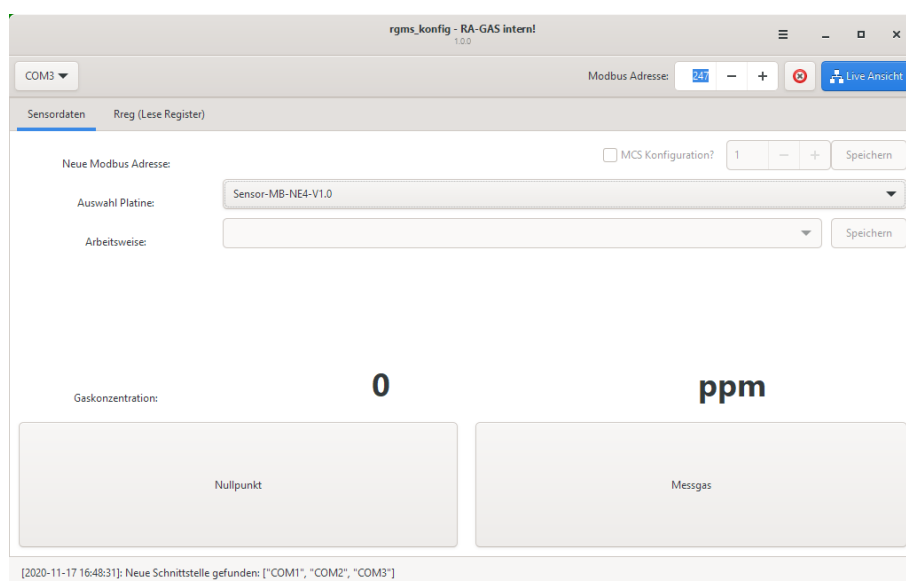 rgms_konfig - RA-GAS intern!
1.0.0
COM3
Modbus Adresse: 247 − +
Live Ansicht
Sensordaten Rreg (Lese Register)
Neue Modbus Adresse: MCS Konfiguration? 1 − + Speichern
Auswahl Platine: Sensor-MB-NE4-V1.0
Arbeitsweise: Speichern
Gaskonzentration: 0 ppm
Nullpunkt Messgas
[2020-11-17 16:48:31]: Neue Schnittstelle gefunden: ["COM1", "COM2", "COM3"]